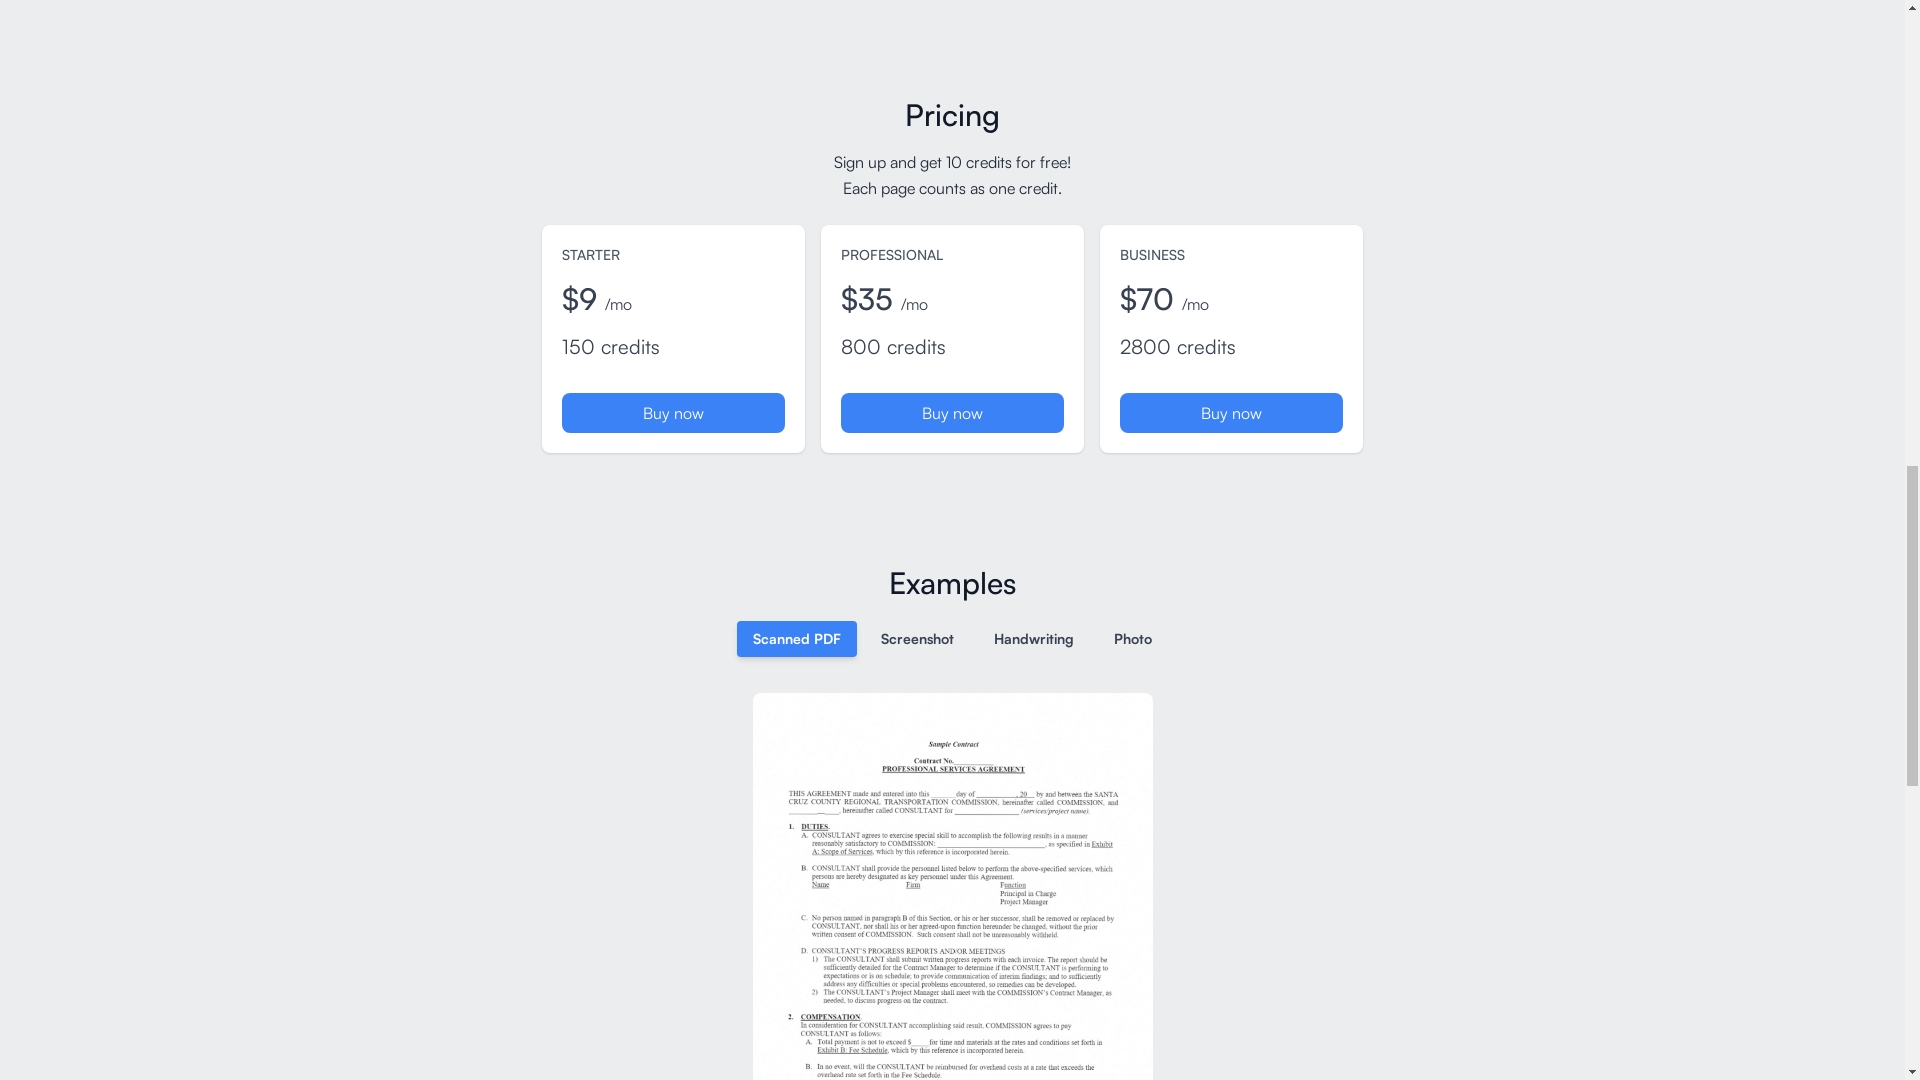 Pricing
Sign up and get 10 credits for free!
Each page counts as one credit.
STARTER
$9 /mo
150 credits
Buy now
PROFESSIONAL
$35 /mo
800 credits
Buy now
BUSINESS
$70 /mo
2800 credits
Buy now
Examples
Scanned PDF Screenshot Handwriting Photo
Sample Contract
Contract No.__________
PROFESSIONAL SERVICES AGREEMENT
THIS AGREEMENT made and entered into this ______ day of __________, 20__ by and between the SANTA
CRUZ COUNTY REGIONAL TRANSPORTATION COMMISSION, hereinafter called COMMISSION, and
____________, hereinafter called CONSULTANT for ________________ (services/project name).
1. DUTIES.
A. CONSULTANT agrees to exercise special skill to accomplish the following results in a manner
reasonably satisfactory to COMMISSION: __________________________, as specified in Exhibit
A: Scope of Services, which by this reference is incorporated herein.
B. CONSULTANT shall provide the personnel listed below to perform the above-specified services, which
persons are hereby designated as key personnel under this Agreement.
Name Firm Function
Principal in Charge
Project Manager
C. No person named in paragraph B of this Section, or his or her successor, shall be removed or replaced by
CONSULTANT, nor shall his or her agreed-upon function hereunder be changed, without the prior
written consent of COMMISSION. Such consent shall not be unreasonably withheld.
D. CONSULTANT'S PROGRESS REPORTS AND/OR MEETINGS
1) The CONSULTANT shall submit written progress reports with each invoice. The report should be
sufficiently detailed for the Contract Manager to determine if the CONSULTANT is performing to
expectations or is on schedule; to provide communication of interim findings; and to sufficiently
address any difficulties or special problems encountered, so remedies can be developed.
2) The CONSULTANT's Project Manager shall meet with the COMMISSION's Contract Manager, as
needed, to discuss progress on the contract.
2. COMPENSATION.
In consideration for CONSULTANT accomplishing said result, COMMISSION agrees to pay
CONSULTANT as follows:
A. Total payment is not to exceed $_____ for time and materials at the rates and conditions set forth in
Exhibit B: Fee Schedule, which by this reference is incorporated herein.
B. In no event, will the CONSULTANT be reimbursed for overhead costs at a rate that exceeds the
overhead rate set forth in the Fee Schedule.